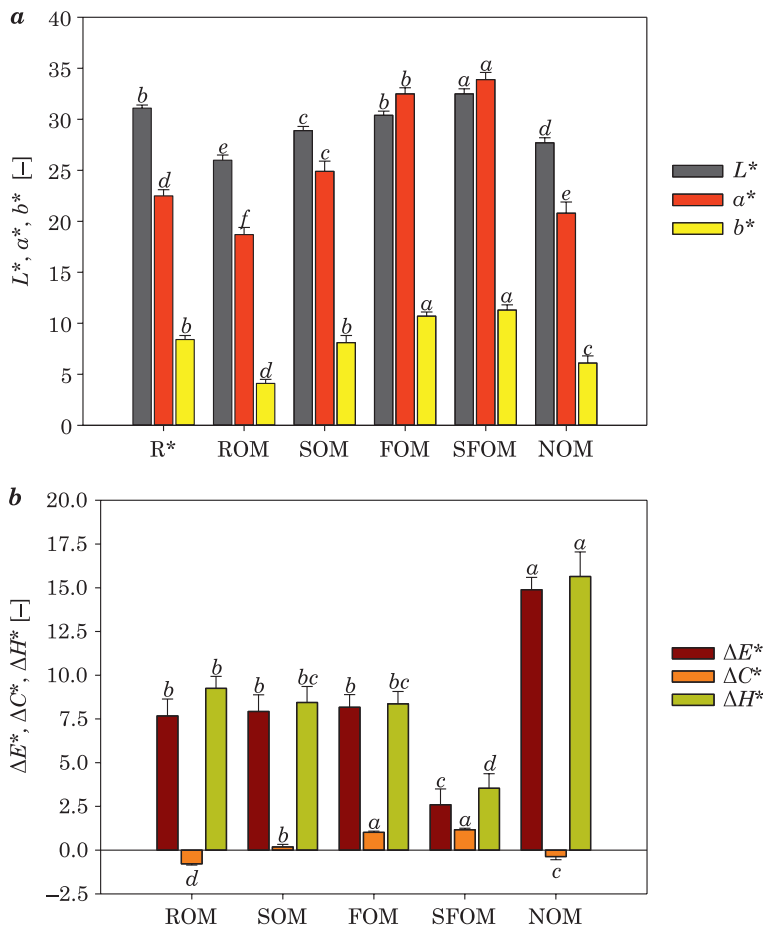 a
L*, a*, b* [–]
40
35
30
25
20
15
10
5
0
b
d
b
e
f
d
c
c
b
b
b
a
a
a
a
d
e
c
R* ROM SOM FOM SFOM NOM
L*
a*
b*
b
ΔE*, ΔC*, ΔH* [–]
20.0
17.5
15.0
12.5
10.0
7.5
5.0
2.5
0.0
−2.5
b
d
b
b
b
bc
b
a
bc
c
a
d
a
c
a
ROM SOM FOM SFOM NOM
ΔE*
ΔC*
ΔH*